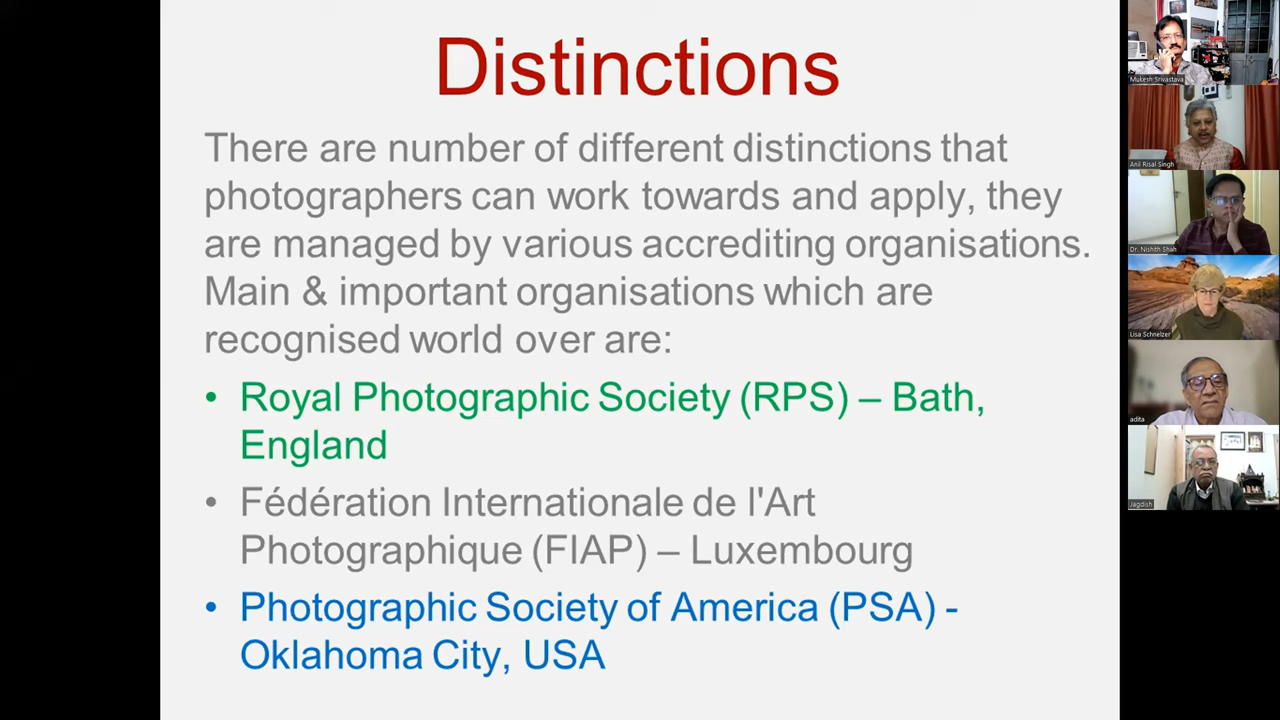 Distinctions
There are number of different distinctions that
photographers can work towards and apply, they
are managed by various accrediting organisations.
Main & important organisations which are
recognised world over are:
• Royal Photographic Society (RPS) – Bath,
England
• Fédération Internationale de l'Art
Photographique (FIAP) – Luxembourg
• Photographic Society of America (PSA) -
Oklahoma City, USA
Mukesh Srivastava
Anil Risal Singh
Dr. Nishith Shah
Lisa Schnelzer
adita
Jagdish